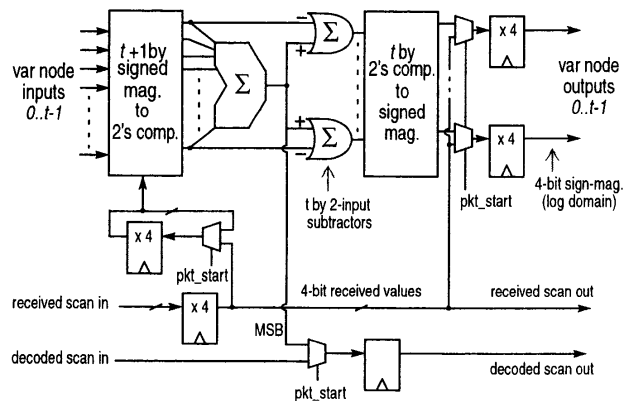 var node
inputs
0..t-1
t +1by
signed
mag.
to
2's comp.
Σ
−
+
Σ
+
−
Σ
t by 2-input
subtractors
t by
2's comp.
to
signed
mag.
x 4
x 4
var node
outputs
0..t-1
pkt_start
4-bit sign-mag.
(log domain)
x 4
pkt_start
received scan in
x 4
4-bit received values
received scan out
MSB
decoded scan in
pkt_start
decoded scan out